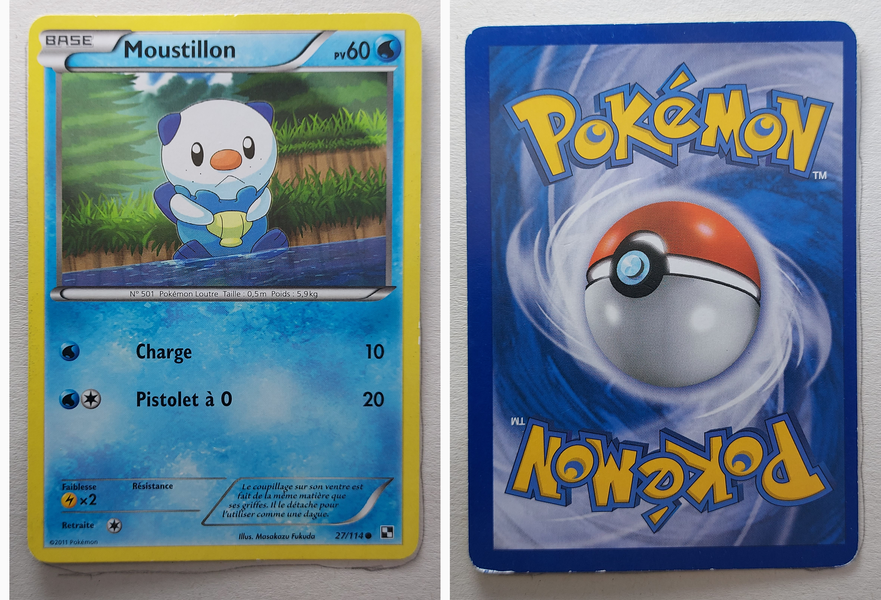 BASE
Moustillon
PV60
N° 501 Pokémon Loutre Taille : 0,5m Poids : 5,9kg
Charge 10
Pistolet à O 20
Faiblesse
×2
Résistance
Le coupillage sur son ventre est
fait de la même matière que
ses griffes. Il le détache pour
l'utiliser comme une dague.
Retraite
©2011 Pokémon
Illus. Masakazu Fukuda
27/114
POKéMON
TM
POKéMON
TM